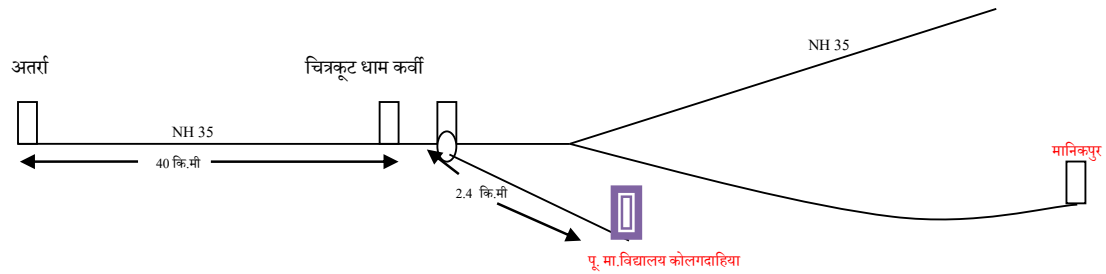 NH 35
अतर्रा
चित्रकूट धाम कर्वी
NH 35
मानिकपुर
40 कि.मी
2.4 कि.मी
पू. मा.विद्यालय कोलगदाहिया